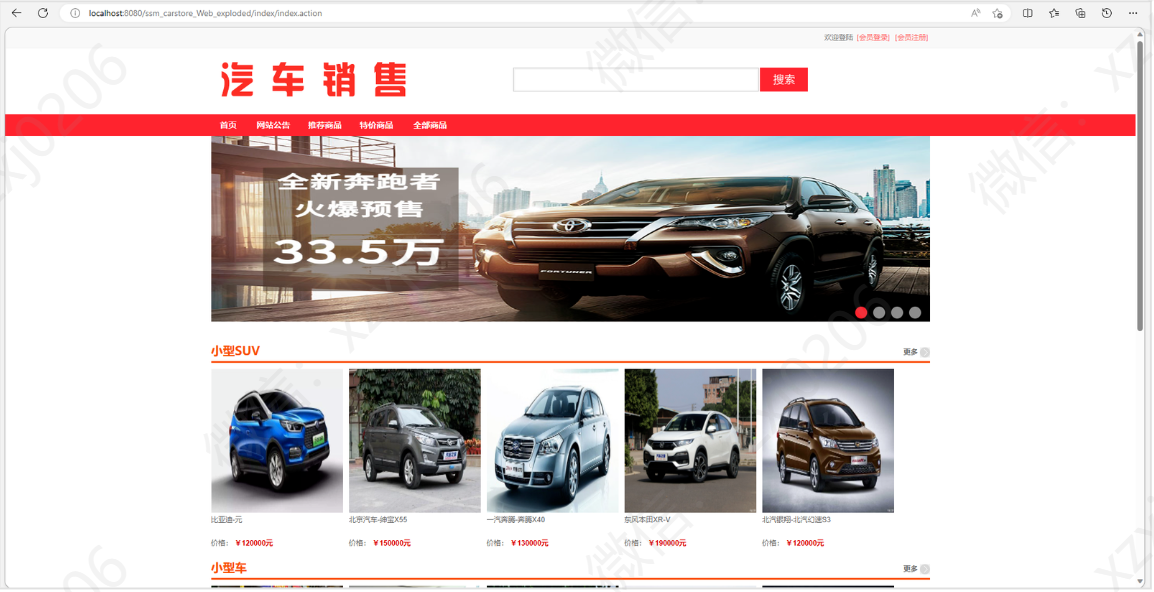 localhost:8080/ssm_carstore_Web_exploded/index/index.action
欢迎登陆 [会员登录] [会员注册]
汽车销售
搜索
首页 网站公告 推荐商品 特价商品 全部商品
全新奔跑者
火爆预售
33.5万
FORTUNER
小型SUV 更多
比亚迪-元 北京汽车-绅宝X55 一汽奔腾-奔腾X40 东风本田XR-V 北汽银翔-北汽幻速S3
价格: ￥120000元 价格: ￥150000元 价格: ￥130000元 价格: ￥190000元 价格: ￥120000元
小型车 更多
微信: xzxj0206